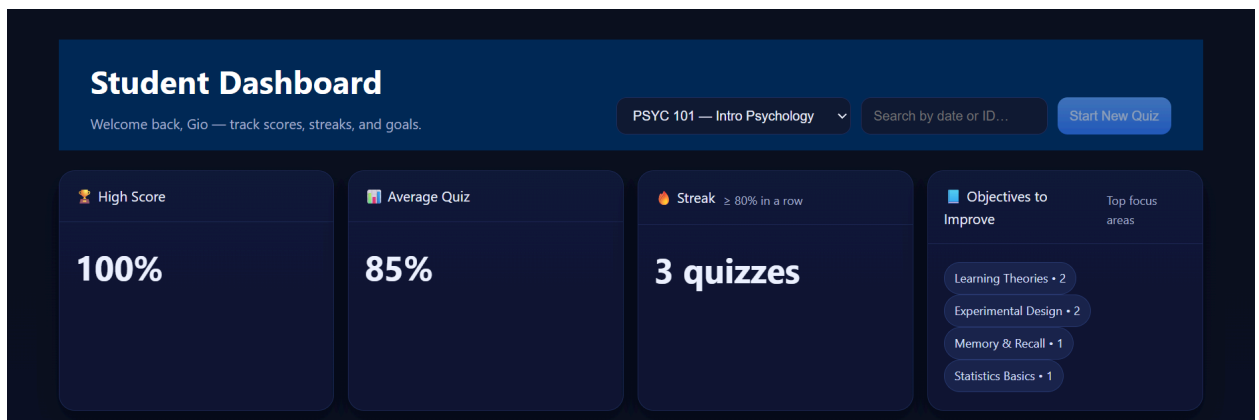 Student Dashboard
Welcome back, Gio — track scores, streaks, and goals.
PSYC 101 — Intro Psychology
Search by date or ID…
Start New Quiz
🏆 High Score
100%
📊 Average Quiz
85%
🔥 Streak ≥ 80% in a row
3 quizzes
📘 Objectives to
Improve
Top focus
areas
Learning Theories • 2
Experimental Design • 2
Memory & Recall • 1
Statistics Basics • 1